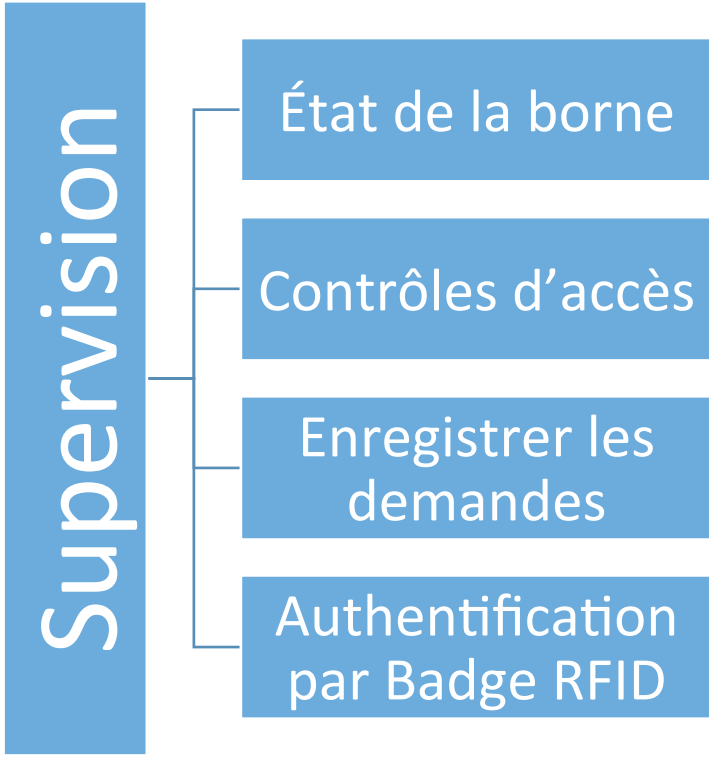 Supervision
État de la borne
Contrôles d’accès
Enregistrer les
demandes
Authentification
par Badge RFID